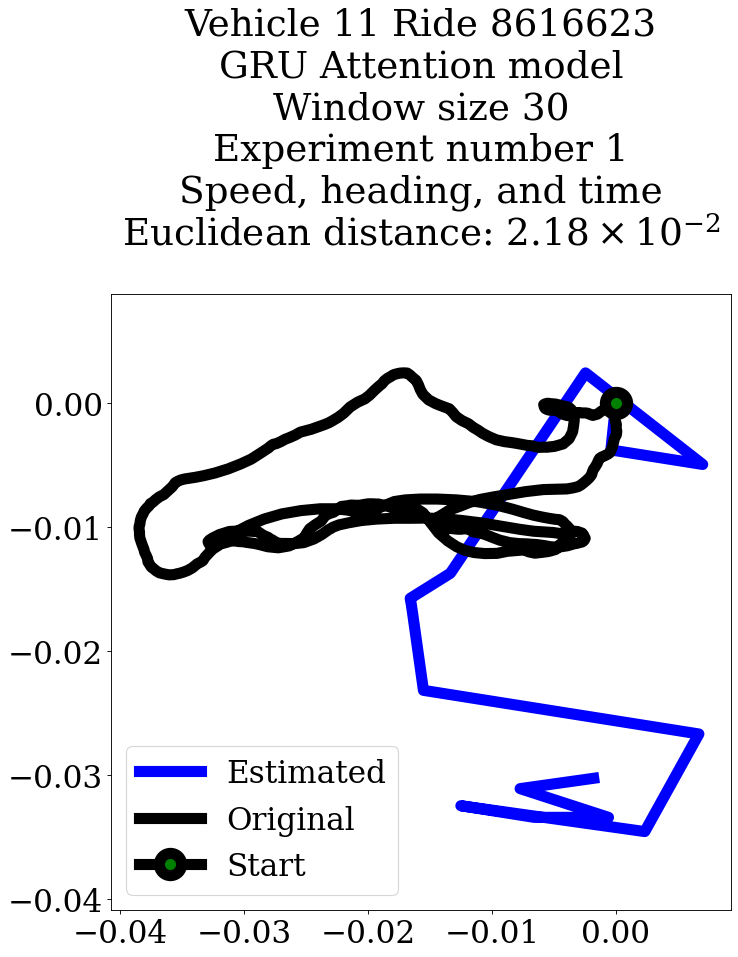 Vehicle 11 Ride 8616623
GRU Attention model
Window size 30
Experiment number 1
Speed, heading, and time
Euclidean distance: 2.18 × 10⁻²
0.00
−0.01
−0.02
−0.03
−0.04
Estimated
Original
Start
−0.04 −0.03 −0.02 −0.01 0.00